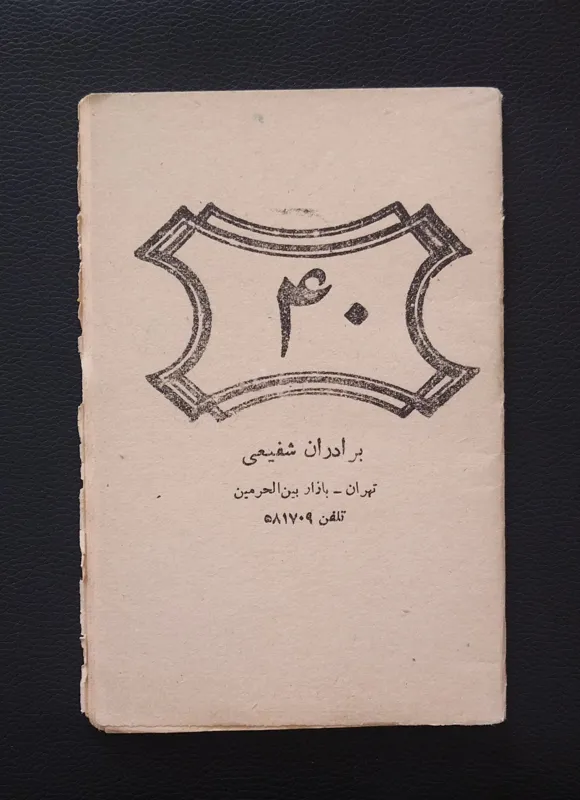 ۴۰
برادران شفیعی
تهران - بازار بین‌الحرمین
تلفن ۵۸۱۷۰۹